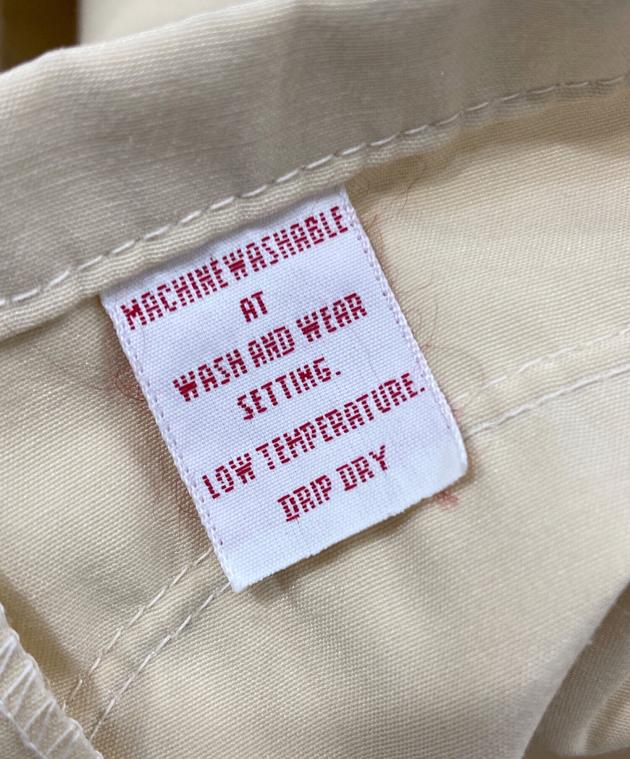 MACHINE WASHABLE
AT
WASH AND WEAR
SETTING.
LOW TEMPERATURE.
DRIP DRY